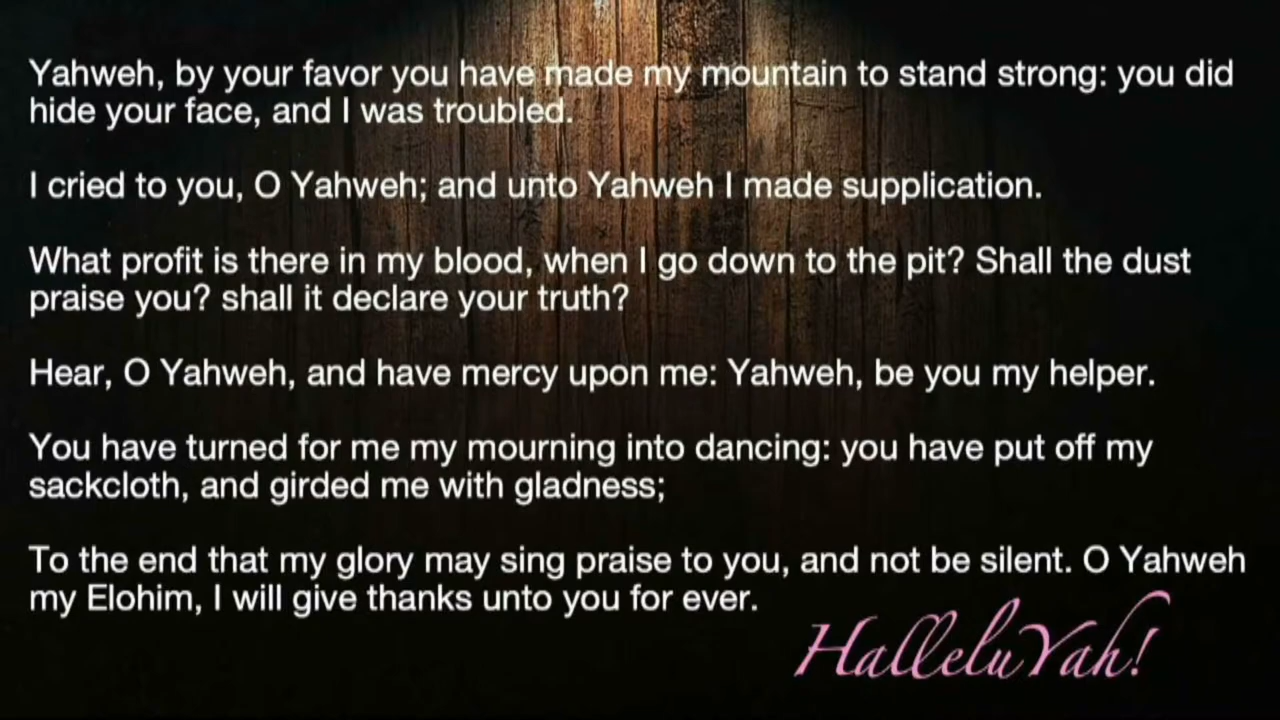 Yahweh, by your favor you have made my mountain to stand strong: you did
hide your face, and I was troubled.
I cried to you, O Yahweh; and unto Yahweh I made supplication.
What profit is there in my blood, when I go down to the pit? Shall the dust
praise you? shall it declare your truth?
Hear, O Yahweh, and have mercy upon me: Yahweh, be you my helper.
You have turned for me my mourning into dancing: you have put off my
sackcloth, and girded me with gladness;
To the end that my glory may sing praise to you, and not be silent. O Yahweh
my Elohim, I will give thanks unto you for ever.
HalleluYah!